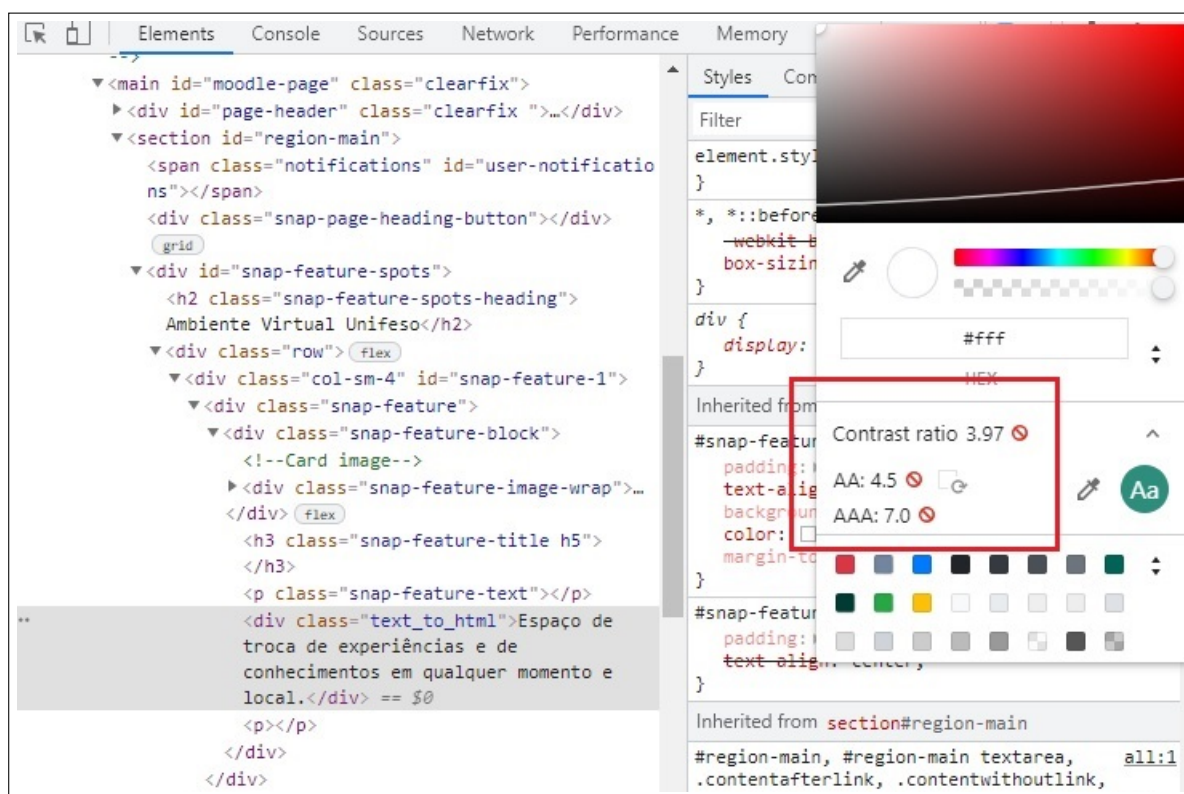 Elements Console Sources Network Performance Memory
-->
▼<main id="moodle-page" class="clearfix">
▶<div id="page-header" class="clearfix ">…</div>
▼<section id="region-main">
<span class="notifications" id="user-notificatio
ns"></span>
<div class="snap-page-heading-button"></div>
grid
▼<div id="snap-feature-spots">
<h2 class="snap-feature-spots-heading">
Ambiente Virtual Unifeso</h2>
▼<div class="row"> flex
▼<div class="col-sm-4" id="snap-feature-1">
▼<div class="snap-feature">
▼<div class="snap-feature-block">
<!--Card image-->
▶<div class="snap-feature-image-wrap">…
</div> flex
<h3 class="snap-feature-title h5">
</h3>
<p class="snap-feature-text"></p>
<div class="text_to_html">Espaço de
troca de experiências e de
conhecimentos em qualquer momento e
local.</div> == $0
<p></p>
</div>
</div>
Styles
Filter
element.styl
}
*, *::before
-webkit-b
box-sizin
}
div {
display:
}
Inherited from
#snap-featur
padding:
text-alig
backgroun
color:
margin-to
}
#snap-featur
padding:
text-align: center;
}
Inherited from section#region-main
#region-main, #region-main textarea, all:1
.contentafterlink, .contentwithoutlink,
#fff
HEX
Contrast ratio 3.97
AA: 4.5
AAA: 7.0
Aa